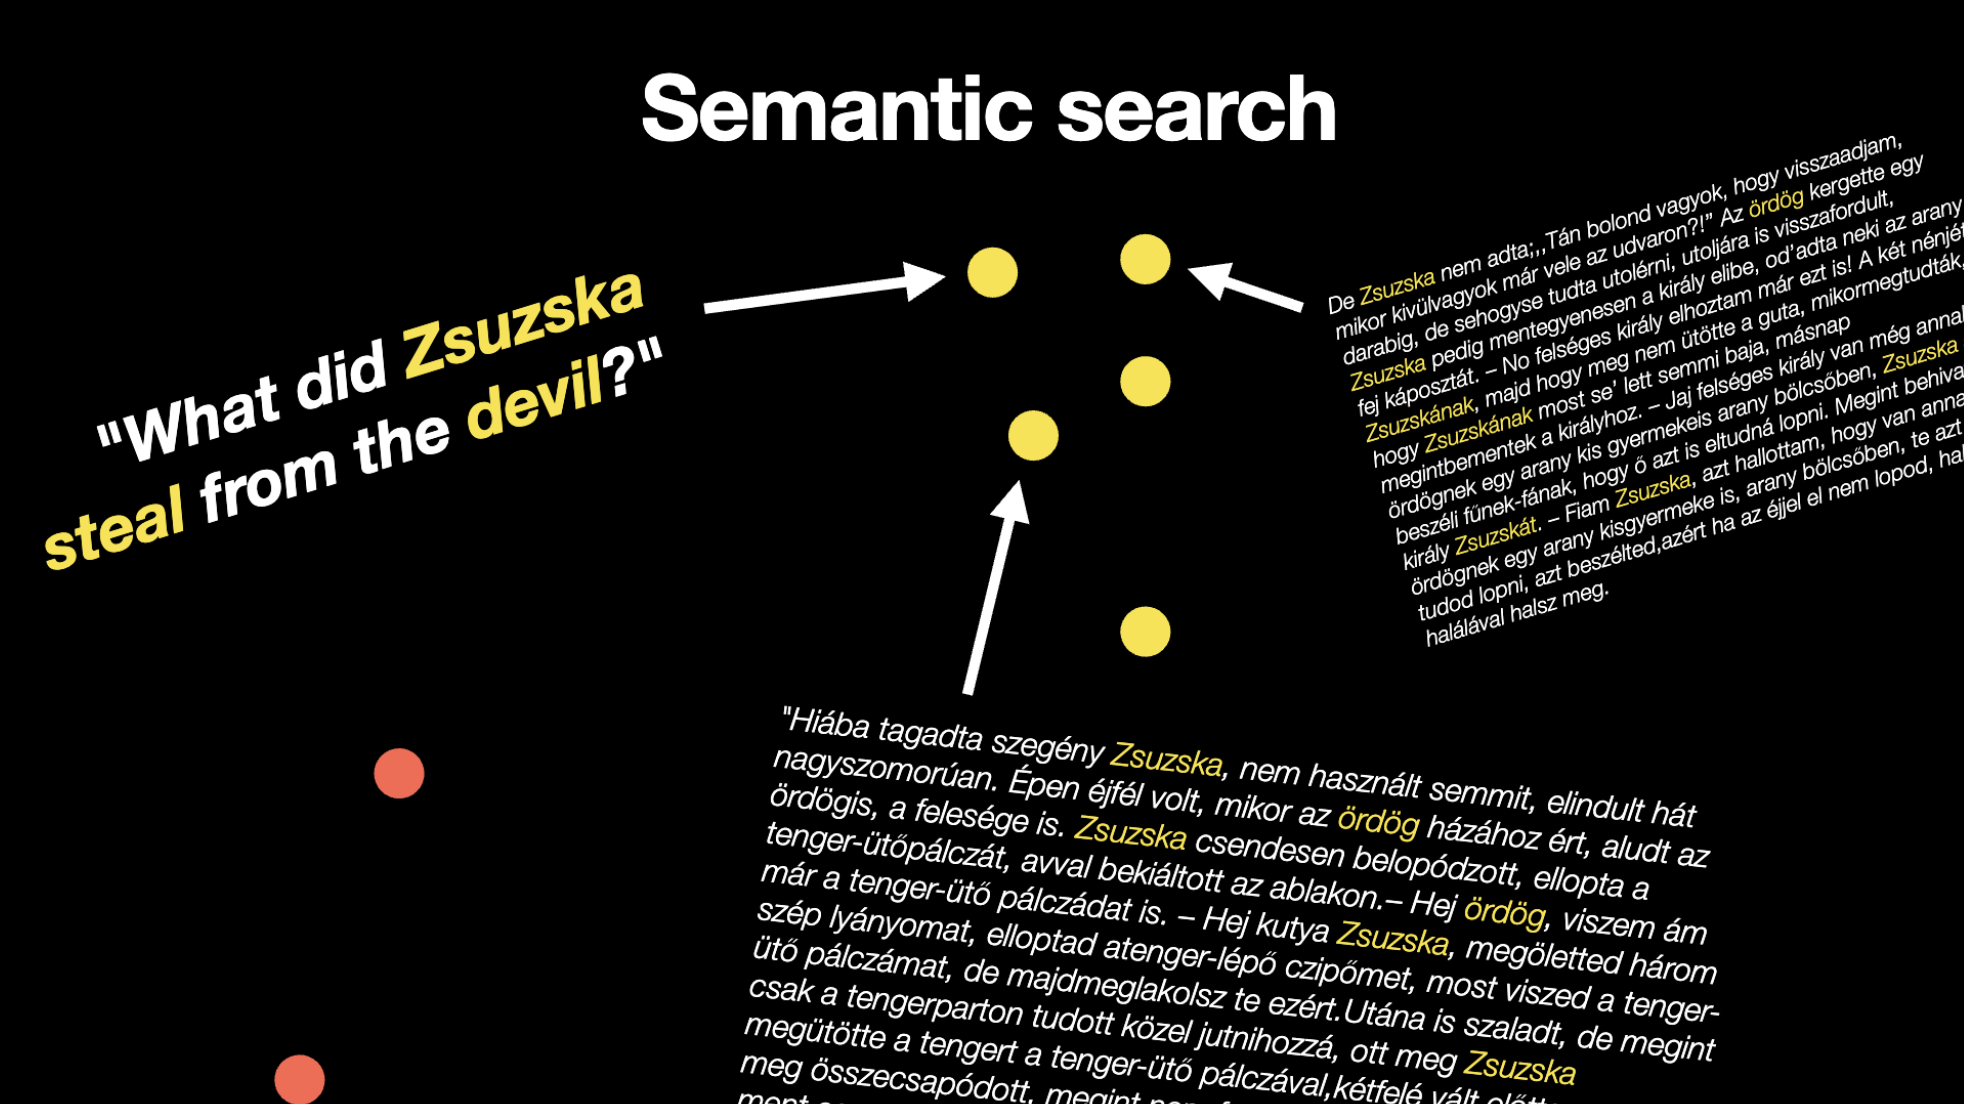 Semantic search
"What did Zsuzska
steal from the devil?"
De Zsuzska nem adta;,,Tán bolond vagyok, hogy visszaadjam,
mikor kivülvagyok már vele az udvaron?!” Az ördög kergette egy
darabig, de sehogyse tudta utolérni, utoljára is visszafordult,
Zsuzska pedig mentegyenesen a király elibe, od’adta neki az arany
fej káposztát. – No felséges király elhoztam már ezt is! A két nénjét
Zsuzskának, majd hogy meg nem ütötte a guta, mikormegtudták,
hogy Zsuzskának most se’ lett semmi baja, másnap
megintbementek a királyhoz. – Jaj felséges király van még annak
ördögnek egy arany kis gyermekeis arany bölcsőben, Zsuzska
beszéli fűnek-fának, hogy ő azt is eltudná lopni. Megint behiva
király Zsuzskát. – Fiam Zsuzska, azt hallottam, hogy van anna
ördögnek egy arany kisgyermeke is, arany bölcsőben, te azt
tudod lopni, azt beszélted,azért ha az éjjel el nem lopod, hal
halálával halsz meg.
"Hiába tagadta szegény Zsuzska, nem használt semmit, elindult hát
nagyszomorúan. Épen éjfél volt, mikor az ördög házához ért, aludt az
ördögis, a felesége is. Zsuzska csendesen belopódzott, ellopta a
tenger-ütőpálczát, avval bekiáltott az ablakon.– Hej ördög, viszem ám
már a tenger-ütő pálczádat is. – Hej kutya Zsuzska, megöletted három
szép lyányomat, elloptad atenger-lépő czipőmet, most viszed a tenger-
ütő pálczámat, de majdmeglakolsz te ezért.Utána is szaladt, de megint
csak a tengerparton tudott közel jutnihozzá, ott meg Zsuzska
megütötte a tengert a tenger-ütő pálczával,kétfelé vált
meg összecsapódott, megint